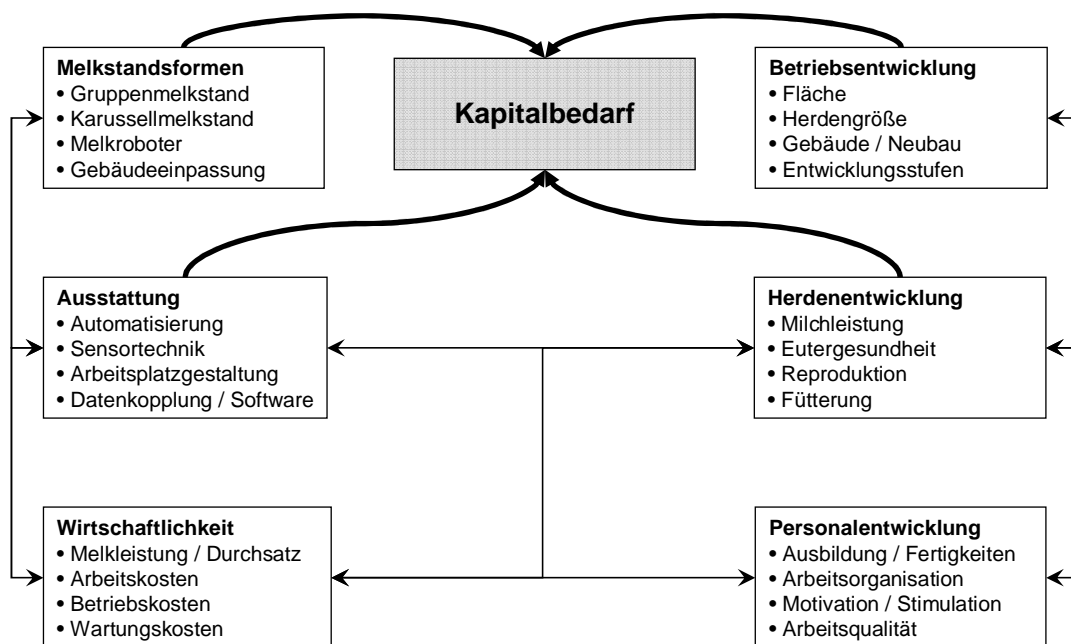 Melkstandsformen
• Gruppenmelkstand
• Karussellmelkstand
• Melkroboter
• Gebäudeeinpassung
Kapitalbedarf
Betriebsentwicklung
• Fläche
• Herdengröße
• Gebäude / Neubau
• Entwicklungsstufen
Ausstattung
• Automatisierung
• Sensortechnik
• Arbeitsplatzgestaltung
• Datenkopplung / Software
Herdenentwicklung
• Milchleistung
• Eutergesundheit
• Reproduktion
• Fütterung
Wirtschaftlichkeit
• Melkleistung / Durchsatz
• Arbeitskosten
• Betriebskosten
• Wartungskosten
Personalentwicklung
• Ausbildung / Fertigkeiten
• Arbeitsorganisation
• Motivation / Stimulation
• Arbeitsqualität